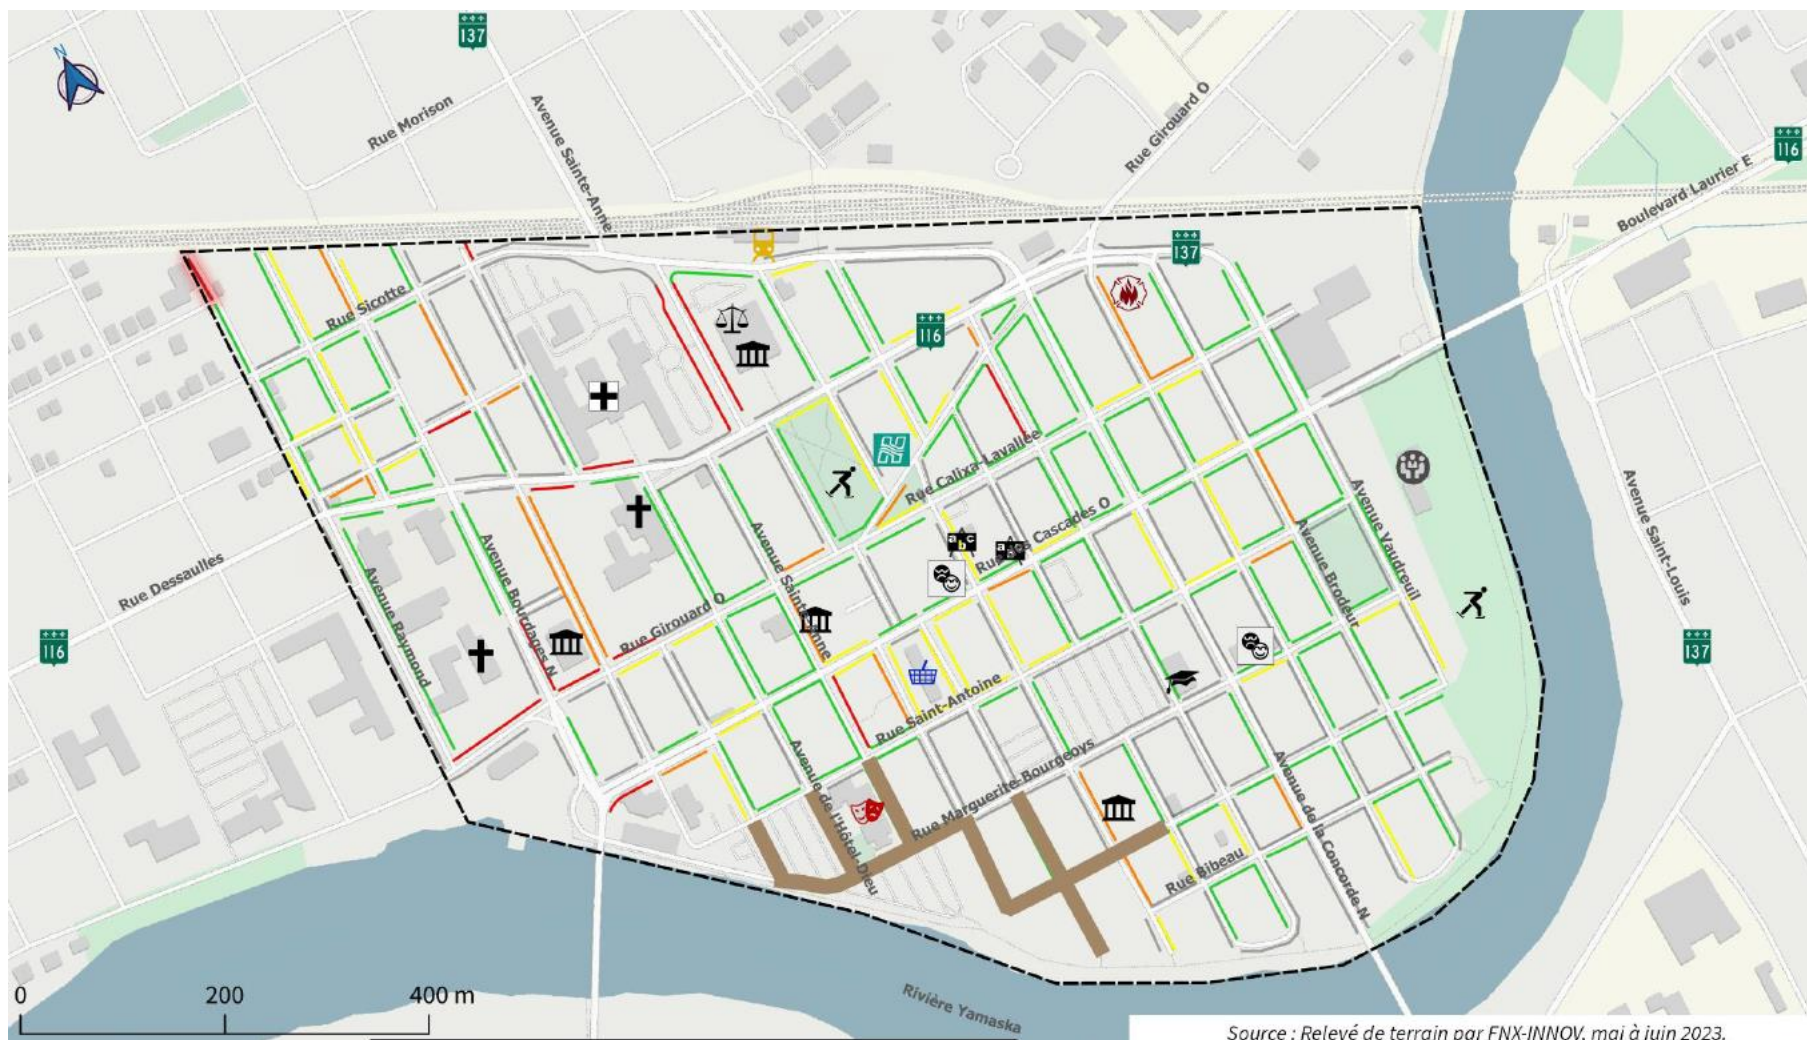 137
N
Rue Morison
Avenue Sainte-Anne
Rue Girouard O
116
Boulevard Laurier E
137
Rue Sicotte
116
Rue Calixa-Lavallée
Rue des Cascades O
a b c
a b c
Avenue Vaudreuil
Avenue Brodeur
Avenue Saint-Louis
Rue Dessaulles
Avenue Raymond
Avenue Bourdages N
Avenue Sainte-Anne
Rue Girouard O
116
137
Rue Saint-Antoine
Avenue de l'Hôtel-Dieu
Rue Marguerite-Bourgeoys
Avenue de la Concorde N
Rue Bibeau
0 200 400 m
Rivière Yamaska
Source : Relevé de terrain par FNX-INNOV, mai à juin 2023.